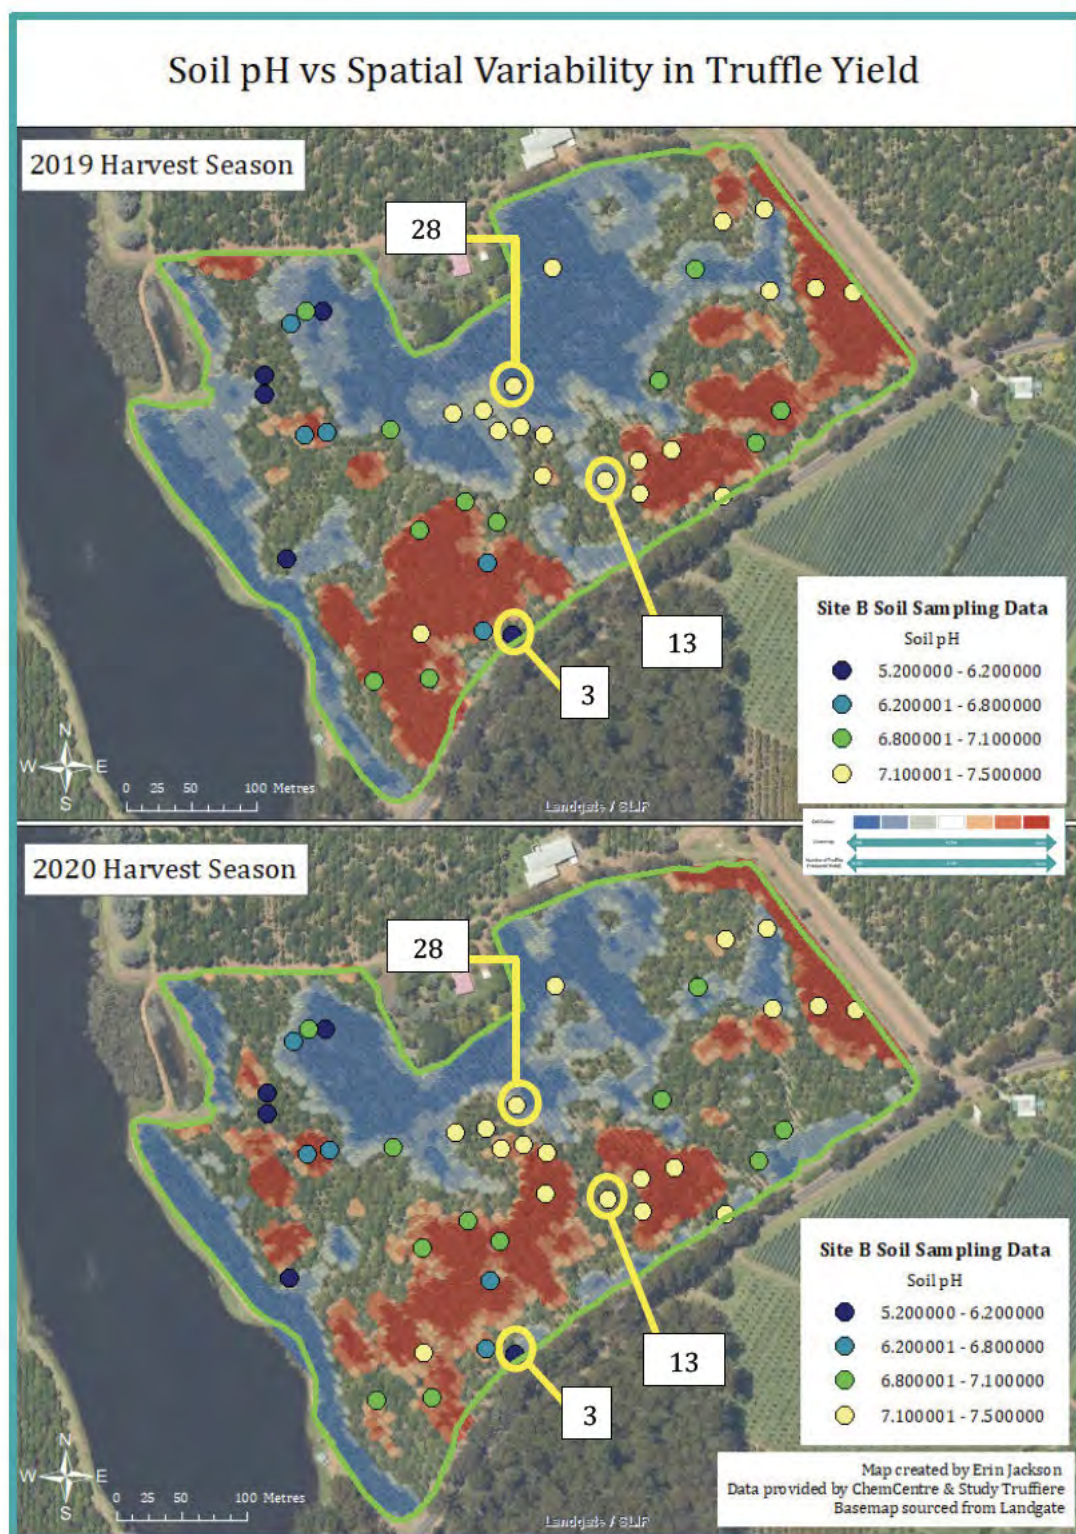 Soil pH vs Spatial Variability in Truffle Yield
2019 Harvest Season
28
13
3
Site B Soil Sampling Data
Soil pH
5.200000 - 6.200000
6.200001 - 6.800000
6.800001 - 7.100000
7.100001 - 7.500000
N
W E
S
0 25 50 100 Metres
Landgate / SLIP
2020 Harvest Season
28
13
3
Site B Soil Sampling Data
Soil pH
5.200000 - 6.200000
6.200001 - 6.800000
6.800001 - 7.100000
7.100001 - 7.500000
N
W E
S
0 25 50 100 Metres
Landgate / SLIP
Map created by Erin Jackson
Data provided by ChemCentre & Study Truffiere
Basemap sourced from Landgate